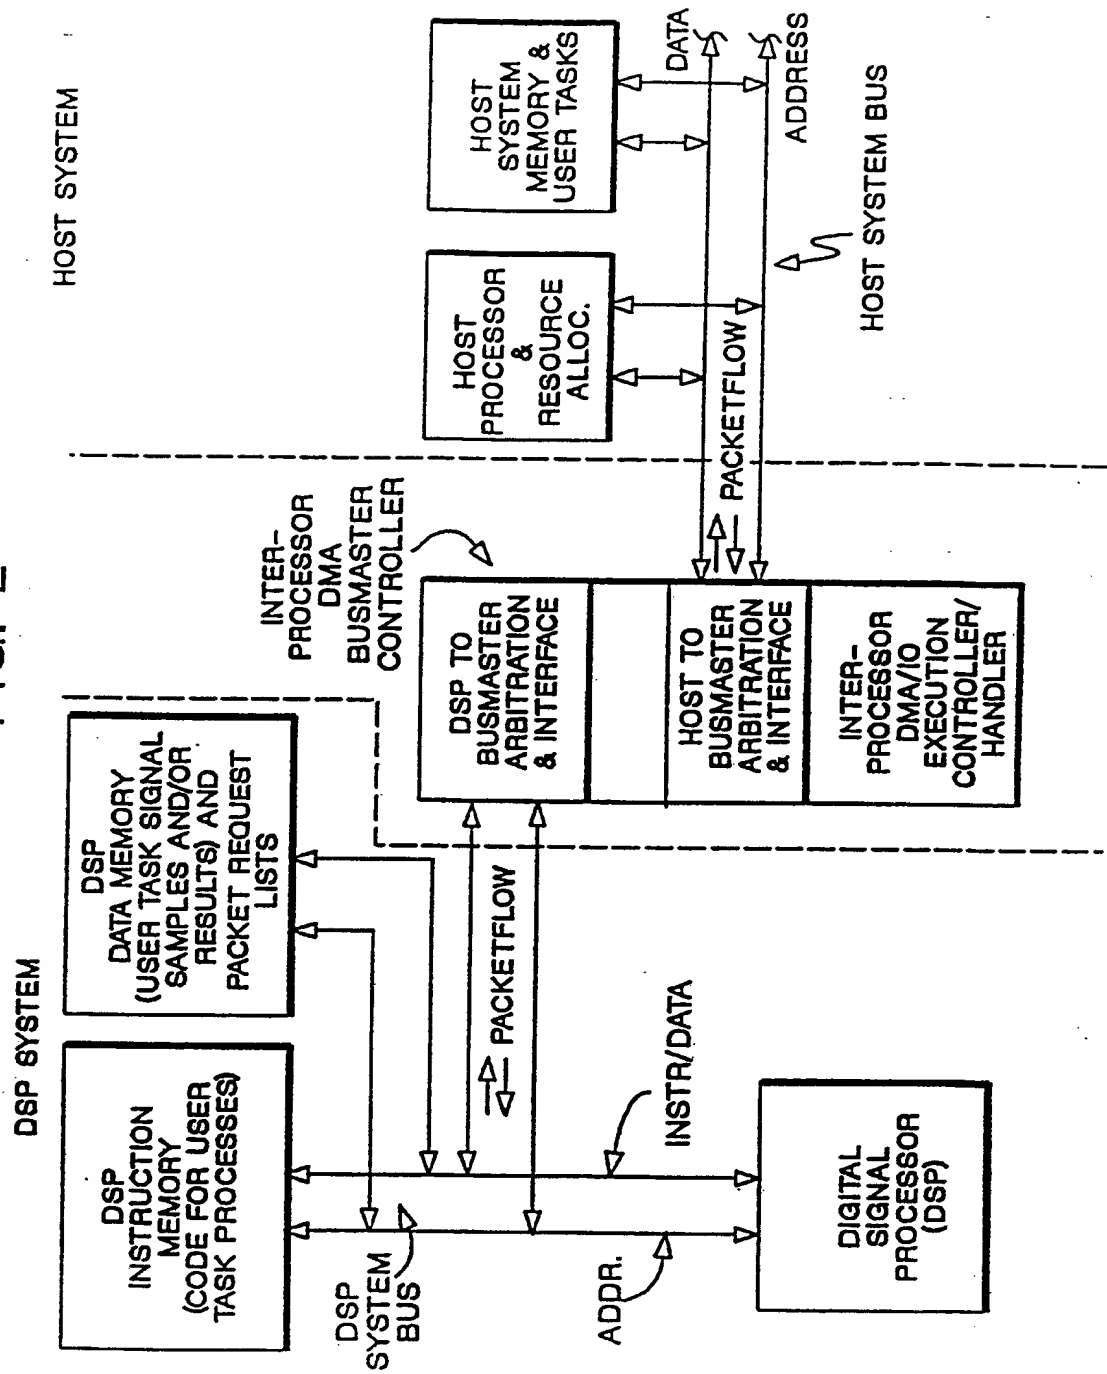 DSP SYSTEM
HOST SYSTEM
DSP
INSTRUCTION
MEMORY
(CODE FOR USER
TASK PROCESSES)
DSP
DATA MEMORY
(USER TASK SIGNAL
SAMPLES AND/OR
RESULTS) AND
PACKET REQUEST
LISTS
INTER-
PROCESSOR
DMA
BUSMASTER
CONTROLLER
DSP
SYSTEM
BUS
ADDR.
INSTR/DATA
PACKETFLOW
DIGITAL
SIGNAL
PROCESSOR
(DSP)
DSP TO
BUSMASTER
ARBITRATION
& INTERFACE
HOST TO
BUSMASTER
ARBITRATION
& INTERFACE
INTER-
PROCESSOR
DMA/IO
EXECUTION
CONTROLLER/
HANDLER
HOST
PROCESSOR
&
RESOURCE
ALLOC.
HOST
SYSTEM
MEMORY &
USER TASKS
PACKETFLOW
DATA
ADDRESS
HOST SYSTEM BUS